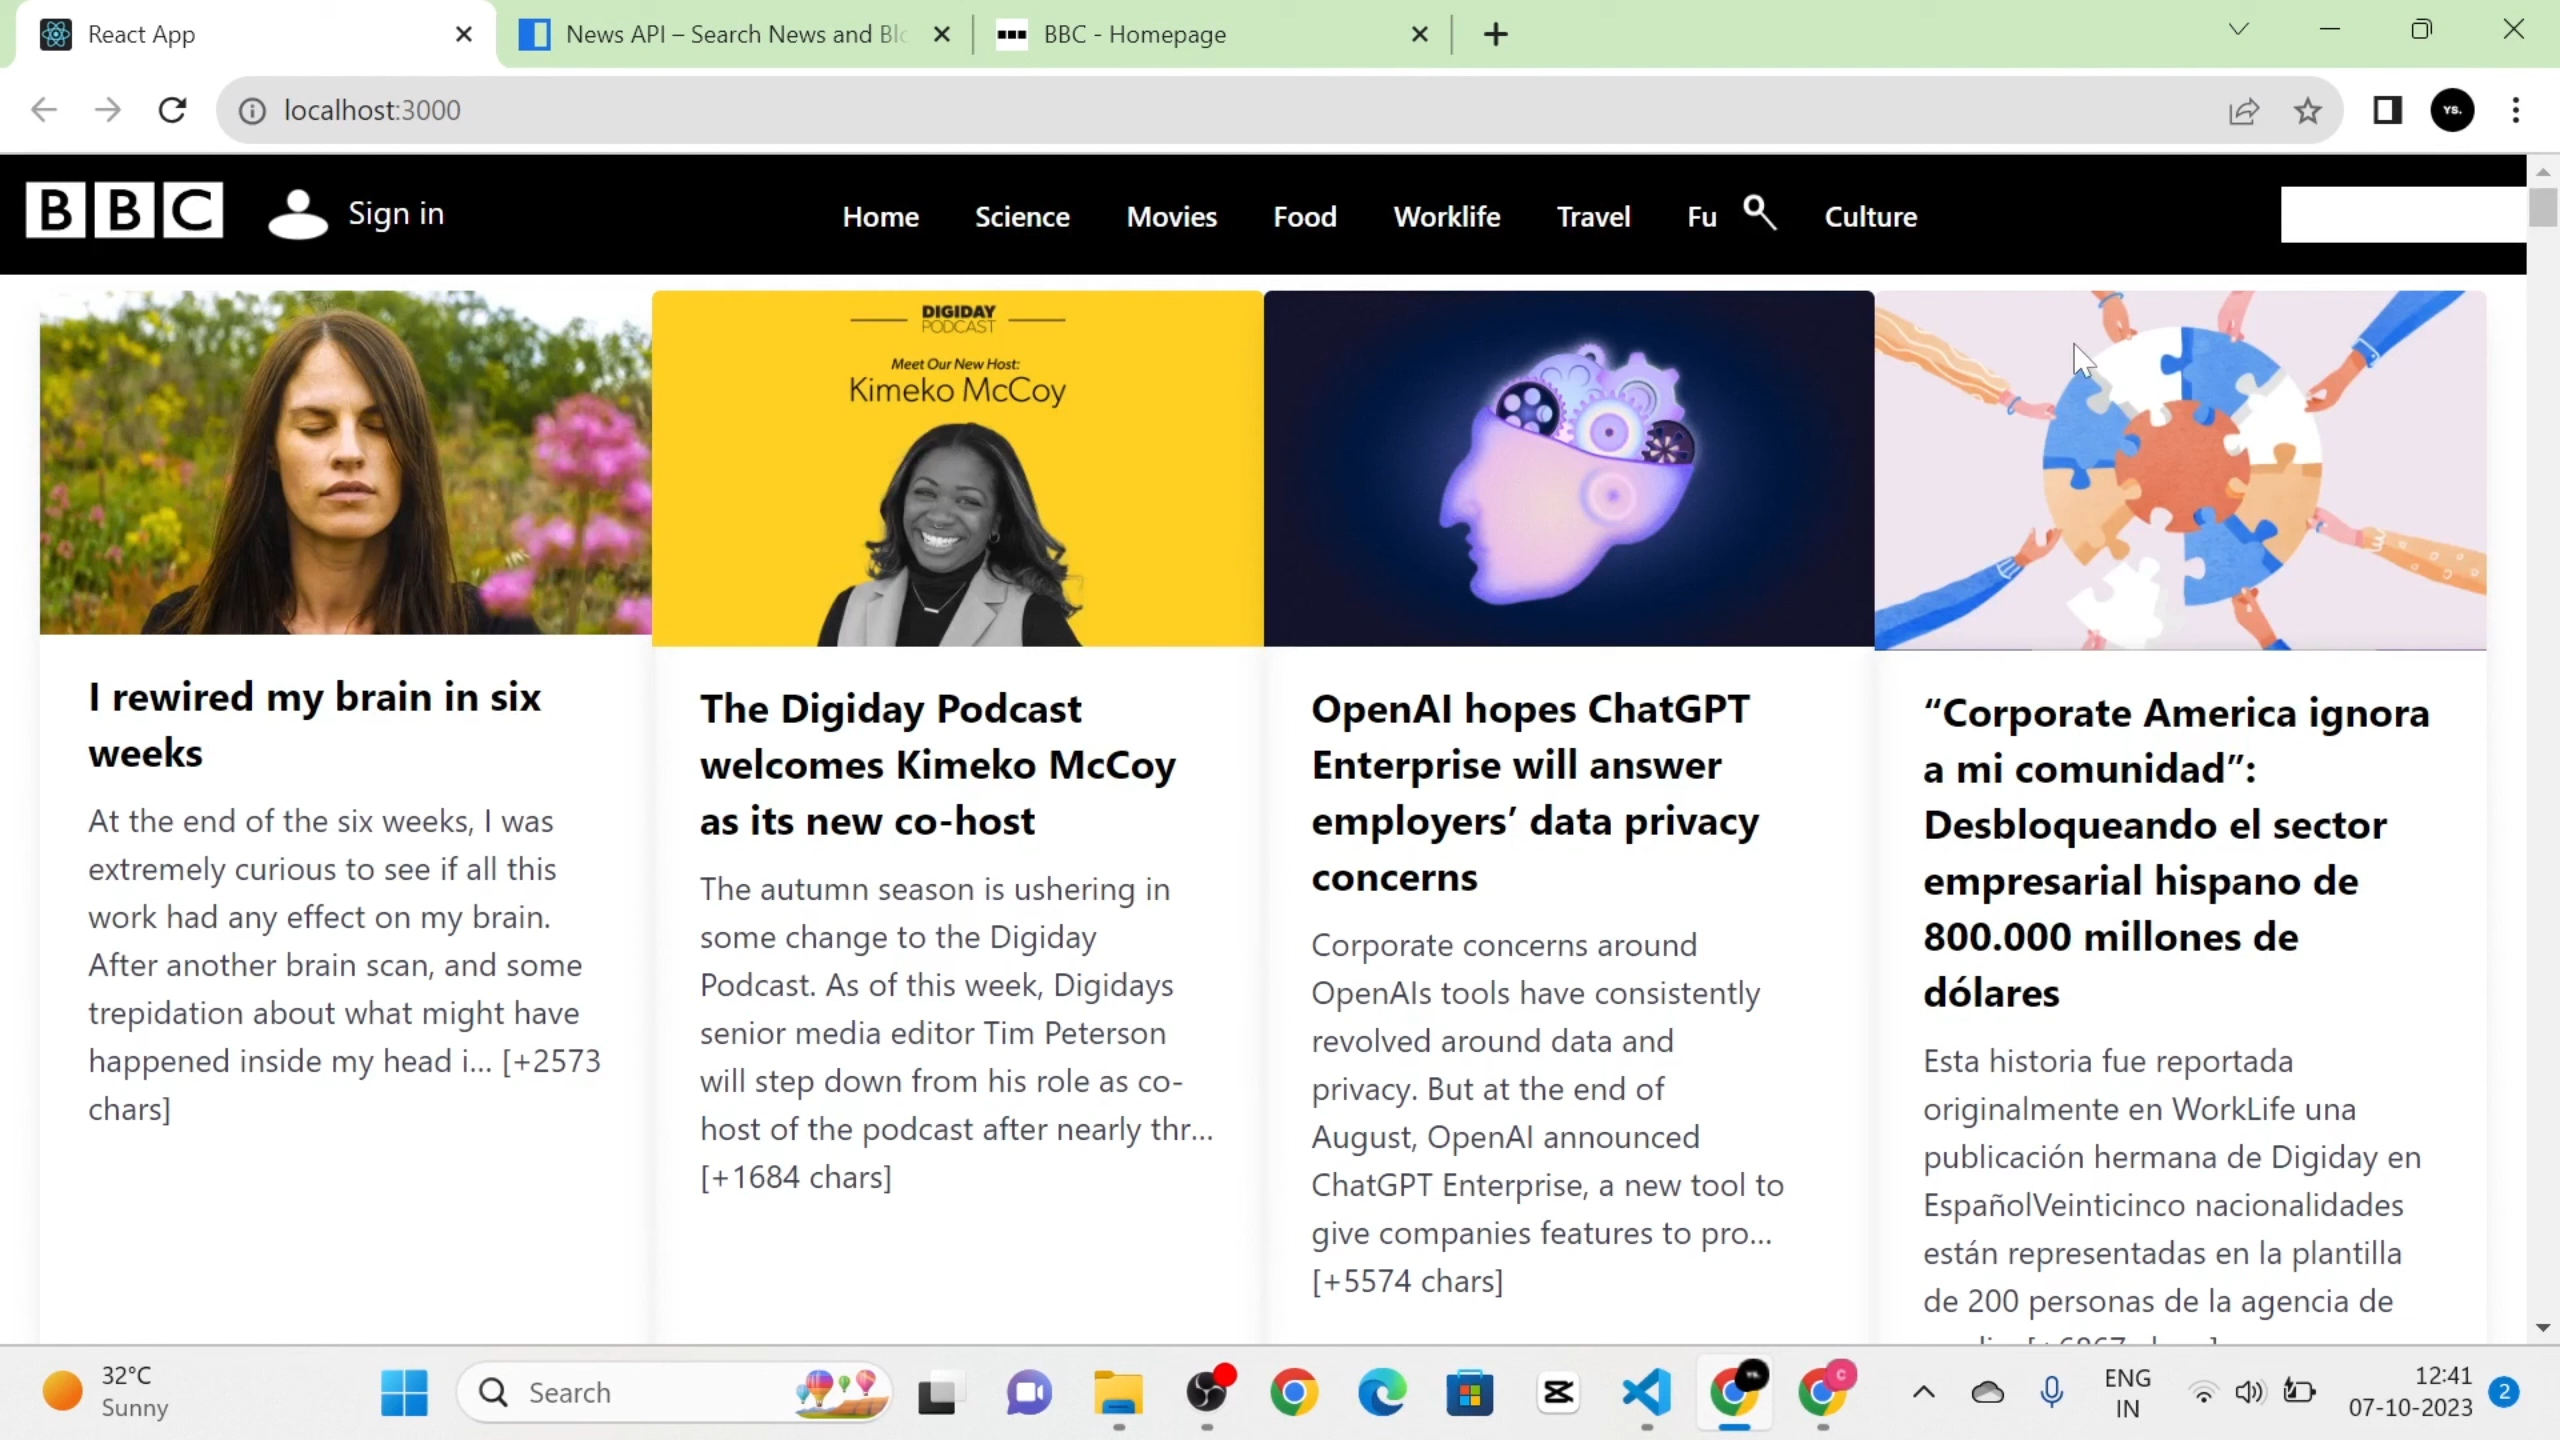 React App
News API – Search News and Blo
BBC - Homepage
localhost:3000
YS.
BBC
Sign in
Home
Science
Movies
Food
Worklife
Travel
Fu
Culture
DIGIDAY
PODCAST
Meet Our New Host:
Kimeko McCoy
I rewired my brain in six
weeks
At the end of the six weeks, I was
extremely curious to see if all this
work had any effect on my brain.
After another brain scan, and some
trepidation about what might have
happened inside my head i… [+2573
chars]
The Digiday Podcast
welcomes Kimeko McCoy
as its new co-host
The autumn season is ushering in
some change to the Digiday
Podcast. As of this week, Digidays
senior media editor Tim Peterson
will step down from his role as co-
host of the podcast after nearly thr…
[+1684 chars]
OpenAI hopes ChatGPT
Enterprise will answer
employers’ data privacy
concerns
Corporate concerns around
OpenAIs tools have consistently
revolved around data and
privacy. But at the end of
August, OpenAI announced
ChatGPT Enterprise, a new tool to
give companies features to pro…
[+5574 chars]
“Corporate America ignora
a mi comunidad”:
Desbloqueando el sector
empresarial hispano de
800.000 millones de
dólares
Esta historia fue reportada
originalmente en WorkLife una
publicación hermana de Digiday en
EspañolVeinticinco nacionalidades
están representadas en la plantilla
de 200 personas de la agencia de
32°C
Sunny
Search
C
ENG
IN
12:41
07-10-2023
2